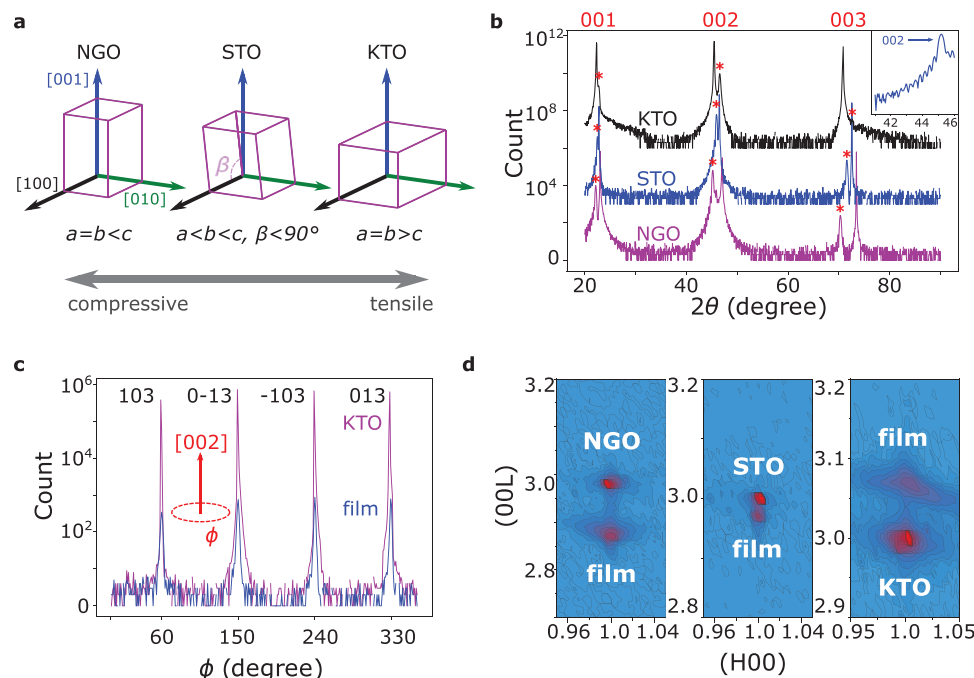 a
NGO STO KTO
[001]
[100]
[010]
β
a=b<c a<b<c, β<90° a=b>c
compressive tensile
b
001 002 003
10¹²
10⁸
10⁴
0
Count
* * * * * * * * *
KTO
STO
NGO
002
42 44 46
20 40 60 80
2θ (degree)
c
10⁶
10⁴
10²
0
Count
103 0-13 -103 013
KTO
[002]
film
ϕ
60 150 240 330
ϕ (degree)
d
(00L)
3.2 3.2 3.2
3.0 3.0 3.1
2.8 2.8 3.0
2.9
NGO
film
STO
film
film
KTO
0.96 1.0 1.04 0.96 1.0 1.04 0.95 1.0 1.05
(H00)